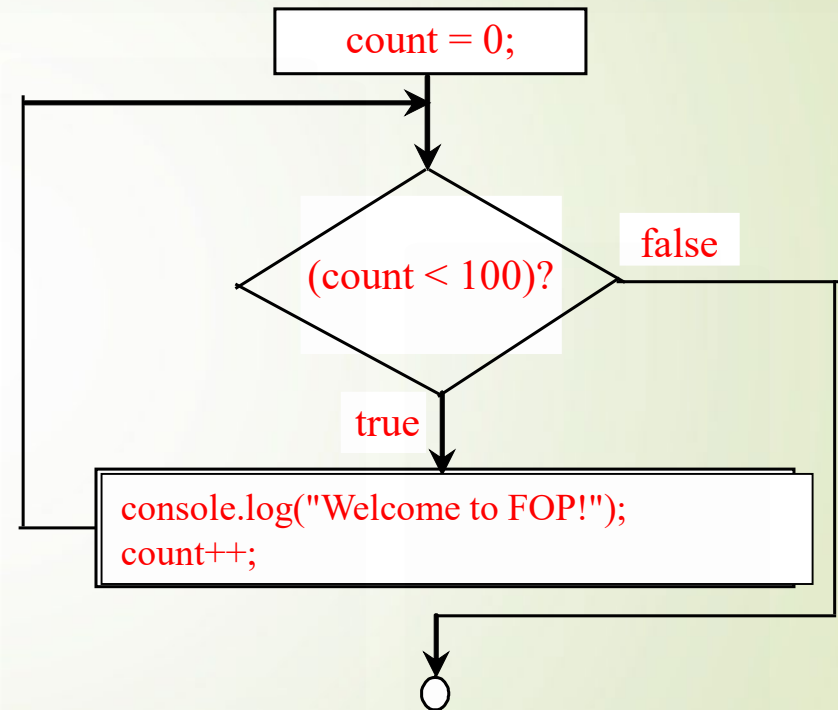 count = 0;
(count < 100)?
false
true
console.log("Welcome to FOP!");
count++;